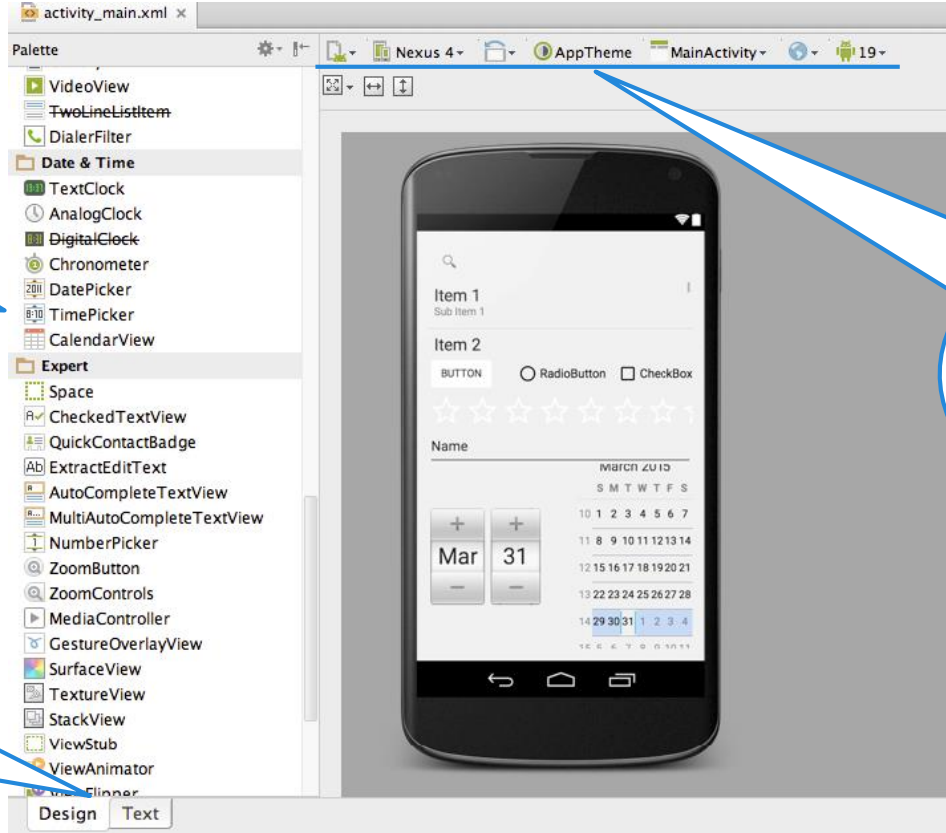 activity_main.xml ×
Palette
Nexus 4
AppTheme
MainActivity
19
VideoView
TwoLineListItem
DialerFilter
Date & Time
TextClock
AnalogClock
DigitalClock
Chronometer
DatePicker
TimePicker
CalendarView
Expert
Space
CheckedTextView
QuickContactBadge
Ab ExtractEditText
AutoCompleteTextView
MultiAutoCompleteTextView
NumberPicker
ZoomButton
ZoomControls
MediaController
GestureOverlayView
SurfaceView
TextureView
StackView
ViewStub
ViewAnimator
ViewFlipper
Design Text
Item 1
Sub Item 1
Item 2
BUTTON RadioButton CheckBox
Name
+ +
Mar 31
− −
March 2015
S M T W T F S
10 1 2 3 4 5 6 7
11 8 9 10 11 12 13 14
12 15 16 17 18 19 20 21
13 22 23 24 25 26 27 28
14 29 30 31 1 2 3 4